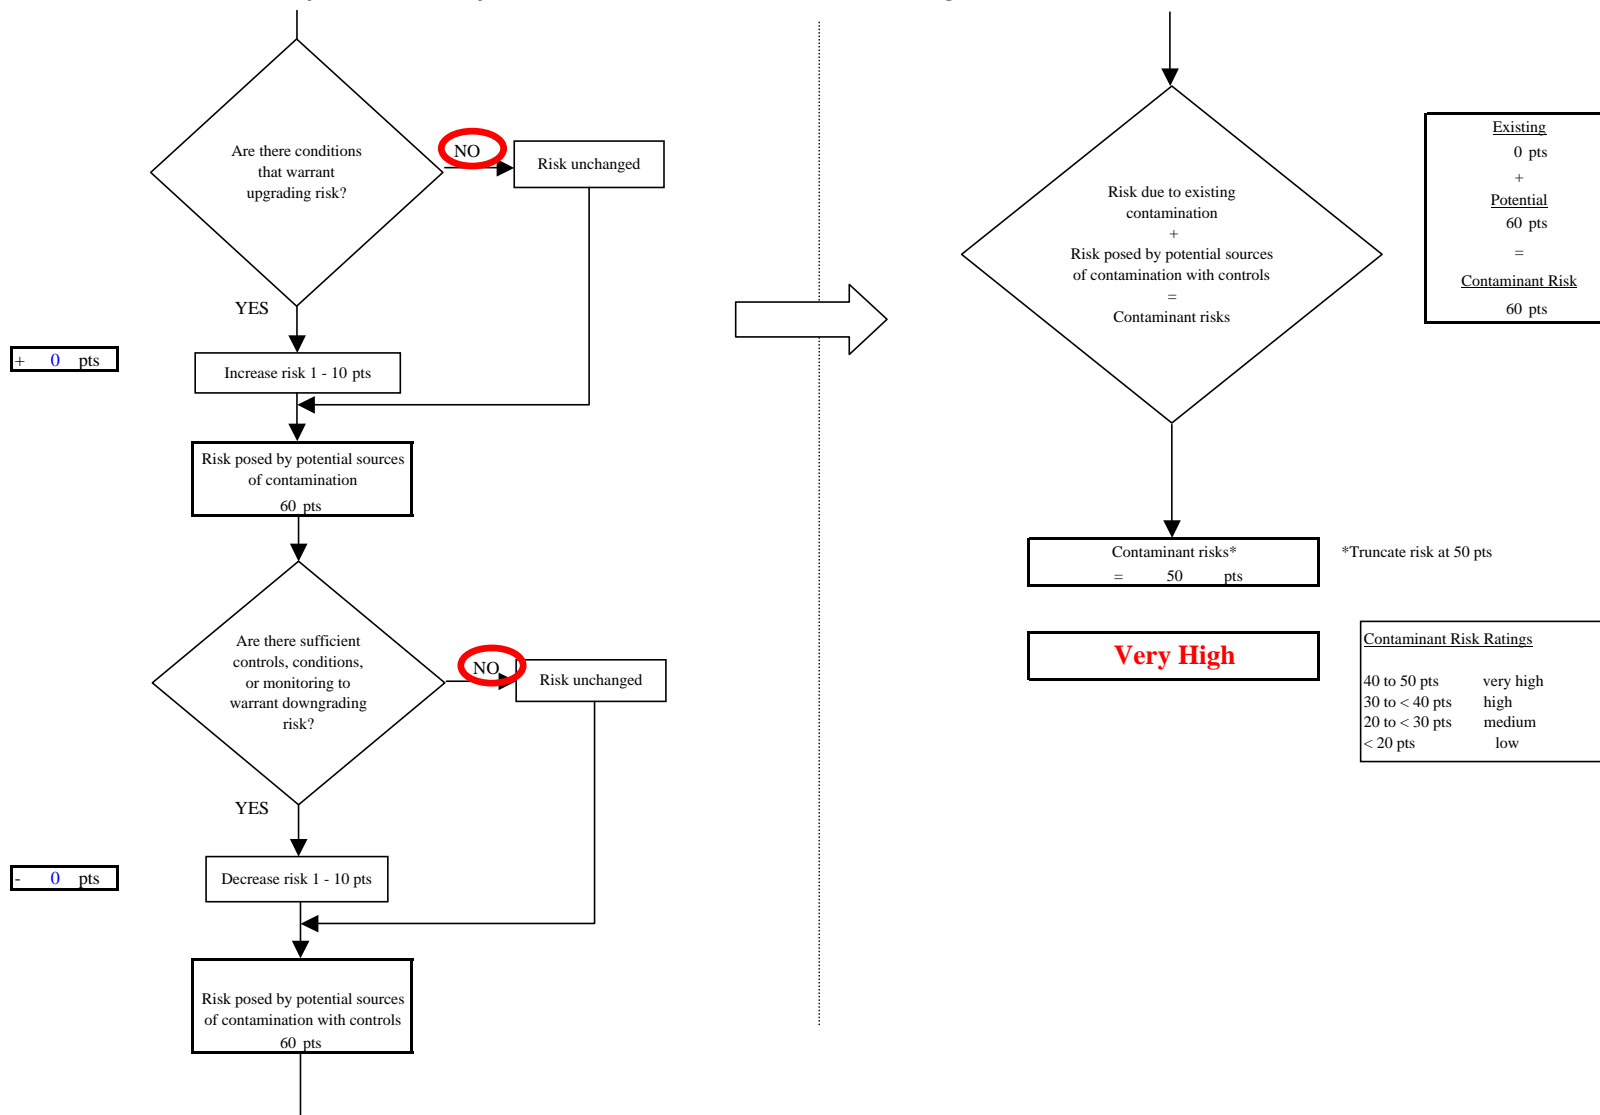 Are there conditions
that warrant
upgrading risk?
NO
Risk unchanged
YES
+ 0 pts
Increase risk 1 - 10 pts
Risk posed by potential sources
of contamination
60 pts
Are there sufficient
controls, conditions,
or monitoring to
warrant downgrading
risk?
NO
Risk unchanged
YES
- 0 pts
Decrease risk 1 - 10 pts
Risk posed by potential sources
of contamination with controls
60 pts
Risk due to existing
contamination
+
Risk posed by potential sources
of contamination with controls
=
Contaminant risks
Existing
0 pts
+
Potential
60 pts
=
Contaminant Risk
60 pts
Contaminant risks*
= 50 pts
*Truncate risk at 50 pts
Very High
Contaminant Risk Ratings
40 to 50 pts very high
30 to < 40 pts high
20 to < 30 pts medium
< 20 pts low